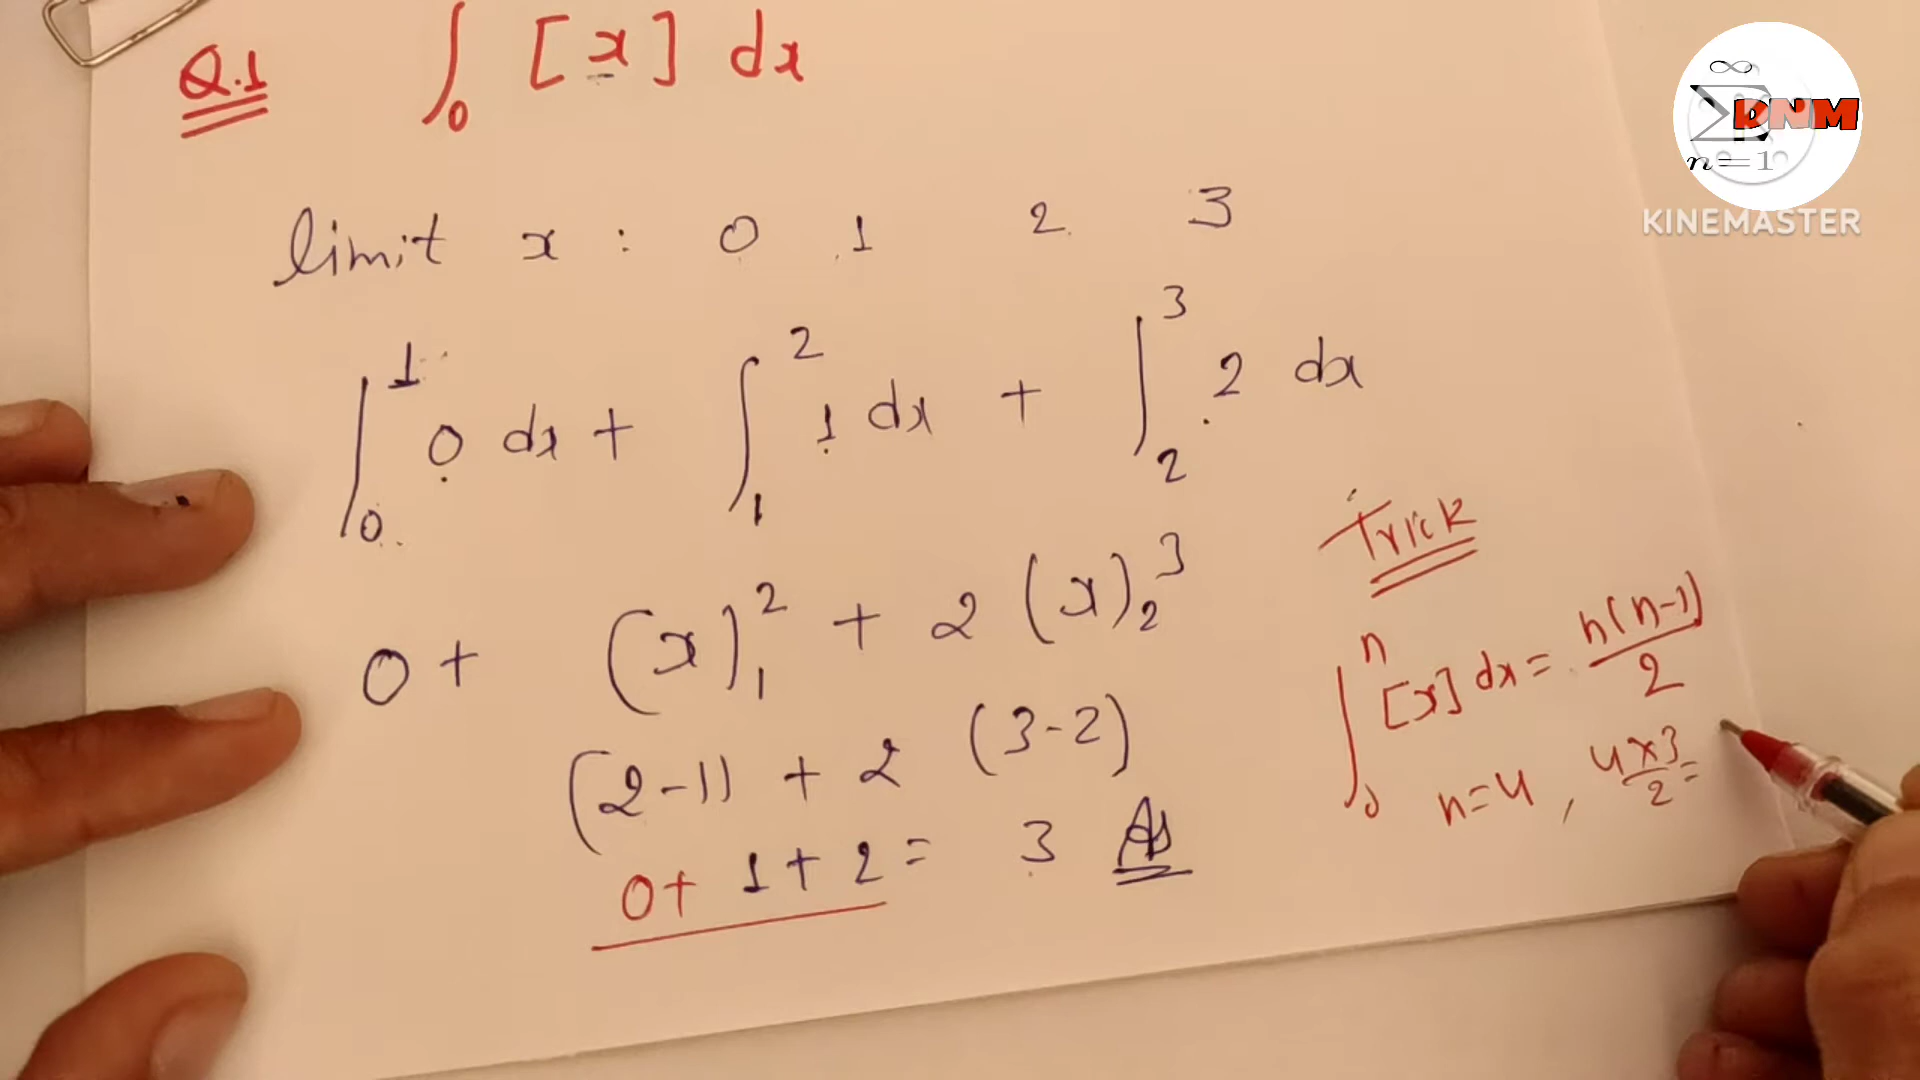 Q.1 ∫₀ [x] dx
limit x : 0 1 2 3
∫₀¹ 0 dx + ∫₁² 1 dx + ∫₂³ 2 dx
0 + (x)₁² + 2 (x)₂³
(2-1) + 2 (3-2)
0+ 1 + 2 = 3
Trick
∫₀ⁿ [x] dx = n(n-1)/2
n=4 , 4×3/2 =
∞
Σ DNM
n=1
KINEMASTER